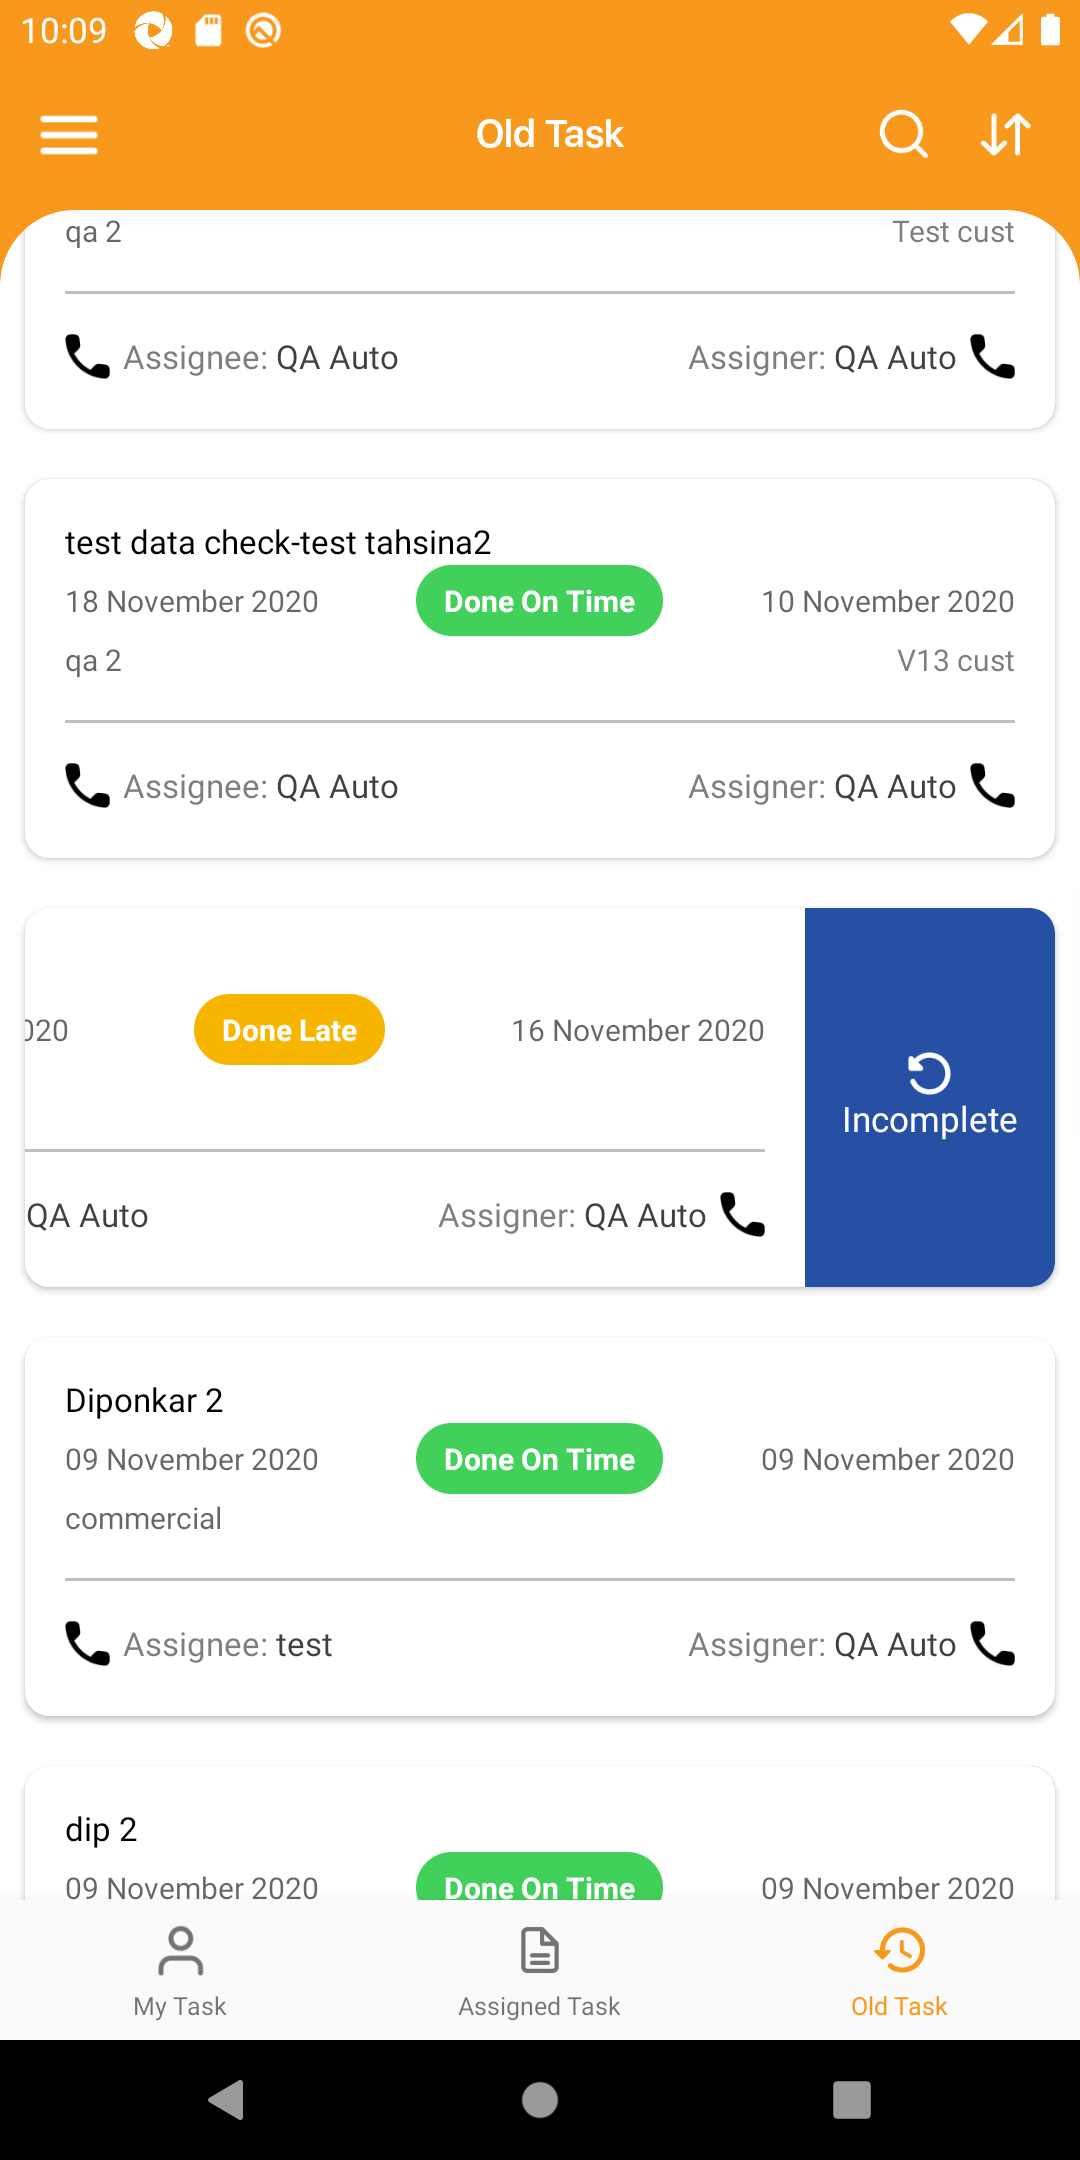 10:09
Old Task
qa 2 Test cust
Assignee: QA Auto Assigner: QA Auto
test data check-test tahsina2
18 November 2020 Done On Time 10 November 2020
qa 2 V13 cust
Assignee: QA Auto Assigner: QA Auto
020 Done Late 16 November 2020
Incomplete
QA Auto Assigner: QA Auto
Diponkar 2
09 November 2020 Done On Time 09 November 2020
commercial
Assignee: test Assigner: QA Auto
dip 2
09 November 2020 Done On Time 09 November 2020
My Task Assigned Task Old Task